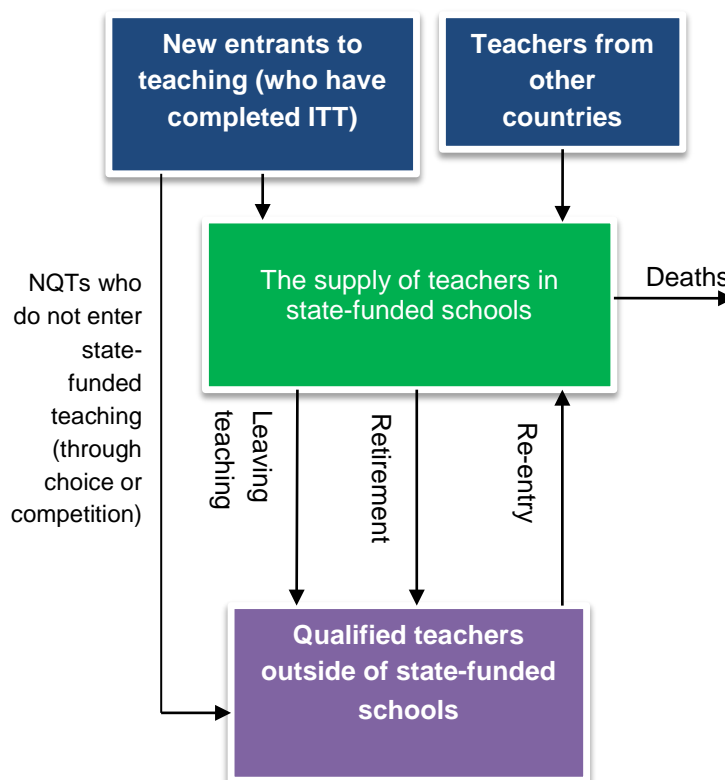 New entrants to
teaching (who have
completed ITT)
Teachers from
other
countries
NQTs who
do not enter
state-
funded
teaching
(through
choice or
competition)
The supply of teachers in
state-funded schools
Deaths
Leaving
teaching
Retirement
Re-entry
Qualified teachers
outside of state-funded
schools